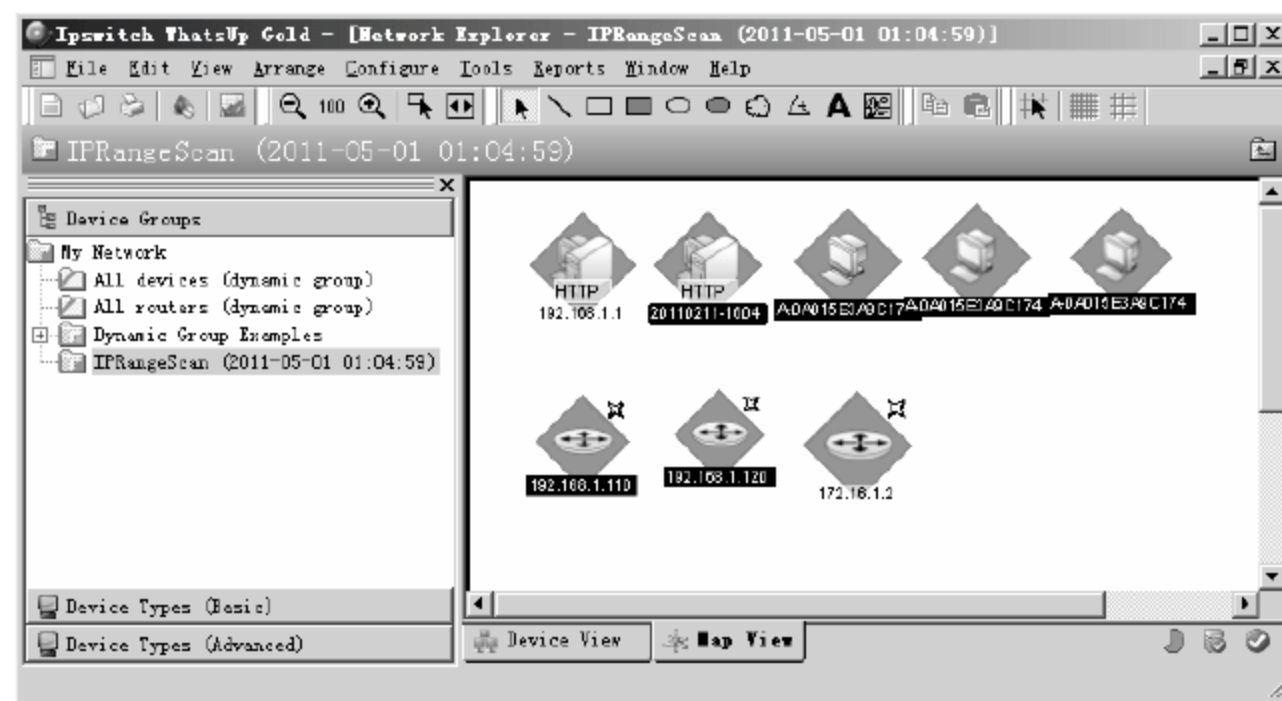 Ipswitch WhatsUp Gold - [Network Explorer - IPRangeScan (2011-05-01 01:04:59)]
File Edit View Arrange Configure Tools Reports Window Help
100
A
IPRangeScan (2011-05-01 01:04:59)
Device Groups
My Network
All devices (dynamic group)
All routers (dynamic group)
Dynamic Group Examples
IPRangeScan (2011-05-01 01:04:59)
HTTP
192.168.1.1
HTTP
20110211-1004
A-0A015E3A9C174
A-0A015E3A9C174
A-0A015E3A9C174
192.168.1.110
192.168.1.120
172.16.1.2
Device Types (Basic)
Device Types (Advanced)
Device View
Map View